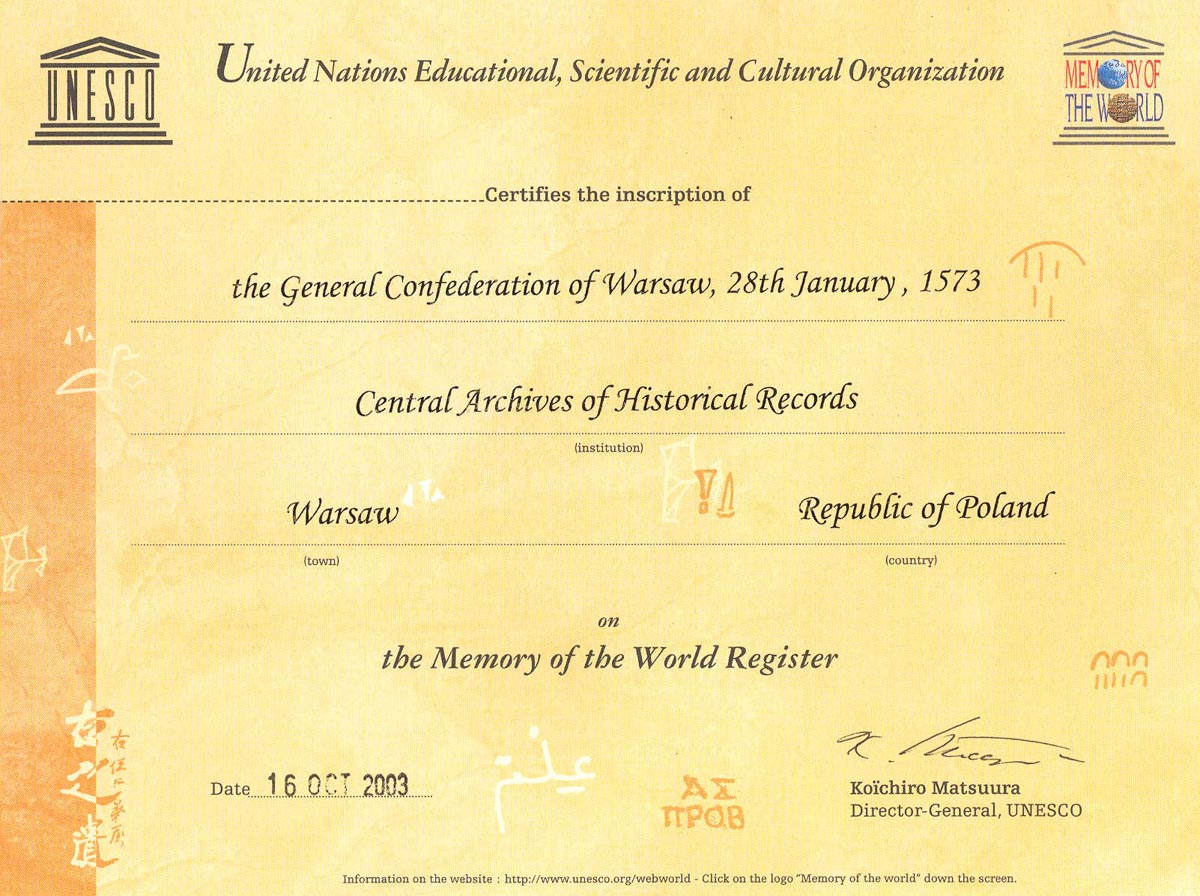 UNESCO
United Nations Educational, Scientific and Cultural Organization
MEMORY OF
THE WORLD
Certifies the inscription of
the General Confederation of Warsaw, 28th January, 1573
Central Archives of Historical Records
(institution)
Warsaw
Republic of Poland
(town)
(country)
on
the Memory of the World Register
Date 16 OCT 2003
Koïchiro Matsuura
Director-General, UNESCO
ΑΣ
ΠΡΟΒ
Information on the website : http://www.unesco.org/webworld - Click on the logo "Memory of the world" down the screen.